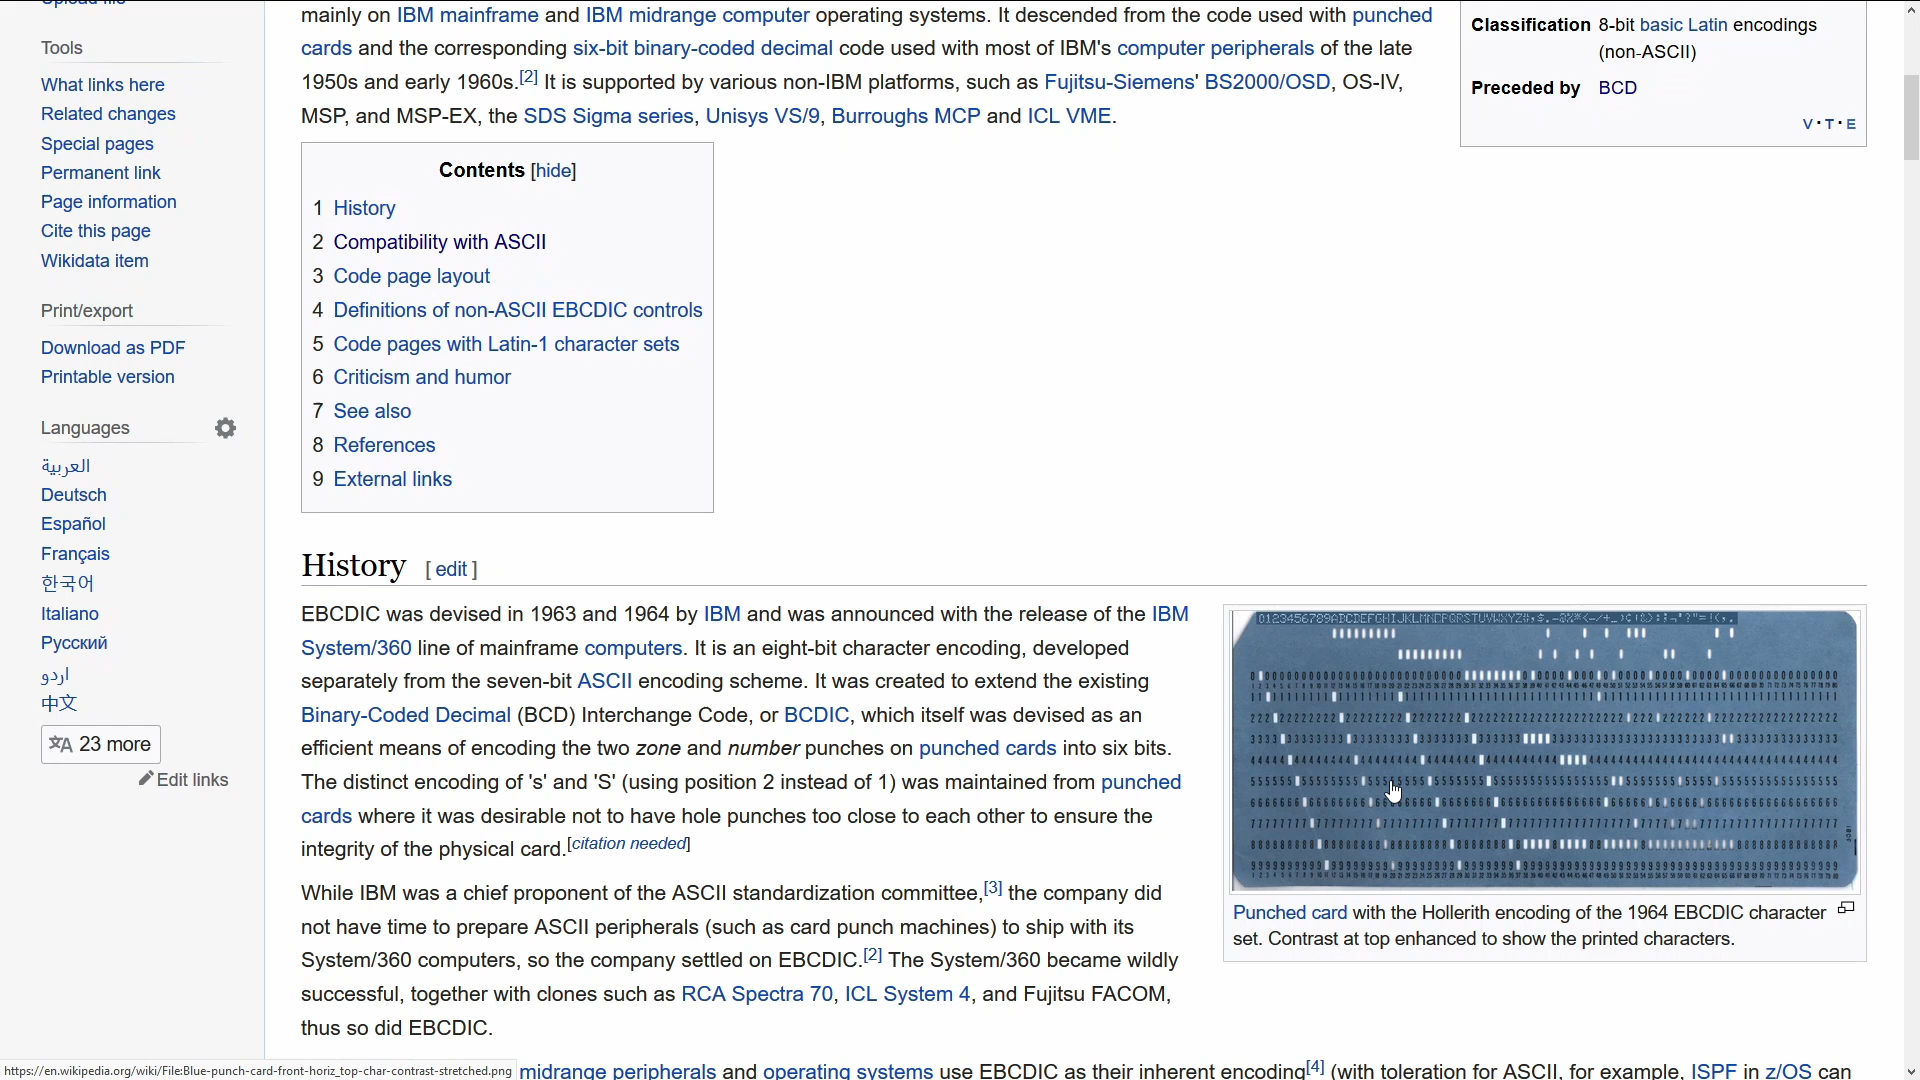 Upload file
Tools
What links here
Related changes
Special pages
Permanent link
Page information
Cite this page
Wikidata item
Print/export
Download as PDF
Printable version
Languages
العربية
Deutsch
Español
Français
한국어
Italiano
Русский
اردو
中文
23 more
Edit links
mainly on IBM mainframe and IBM midrange computer operating systems. It descended from the code used with punched
cards and the corresponding six-bit binary-coded decimal code used with most of IBM's computer peripherals of the late
1950s and early 1960s.[2] It is supported by various non-IBM platforms, such as Fujitsu-Siemens' BS2000/OSD, OS-IV,
MSP, and MSP-EX, the SDS Sigma series, Unisys VS/9, Burroughs MCP and ICL VME.
Classification 8-bit basic Latin encodings
(non-ASCII)
Preceded by BCD
V · T · E
Contents [hide]
1 History
2 Compatibility with ASCII
3 Code page layout
4 Definitions of non-ASCII EBCDIC controls
5 Code pages with Latin-1 character sets
6 Criticism and humor
7 See also
8 References
9 External links
History [ edit ]
EBCDIC was devised in 1963 and 1964 by IBM and was announced with the release of the IBM
System/360 line of mainframe computers. It is an eight-bit character encoding, developed
separately from the seven-bit ASCII encoding scheme. It was created to extend the existing
Binary-Coded Decimal (BCD) Interchange Code, or BCDIC, which itself was devised as an
efficient means of encoding the two zone and number punches on punched cards into six bits.
The distinct encoding of 's' and 'S' (using position 2 instead of 1) was maintained from punched
cards where it was desirable not to have hole punches too close to each other to ensure the
integrity of the physical card.[citation needed]
While IBM was a chief proponent of the ASCII standardization committee,[3] the company did
not have time to prepare ASCII peripherals (such as card punch machines) to ship with its
System/360 computers, so the company settled on EBCDIC.[2] The System/360 became wildly
successful, together with clones such as RCA Spectra 70, ICL System 4, and Fujitsu FACOM,
thus so did EBCDIC.
0123456789ABCDEFGHIJKLMNOPQRSTUVWXYZ
Punched card with the Hollerith encoding of the 1964 EBCDIC character
set. Contrast at top enhanced to show the printed characters.
midrange peripherals and operating systems use EBCDIC as their inherent encoding[4] (with toleration for ASCII, for example, ISPF in z/OS can
https://en.wikipedia.org/wiki/File:Blue-punch-card-front-horiz_top-char-contrast-stretched.png